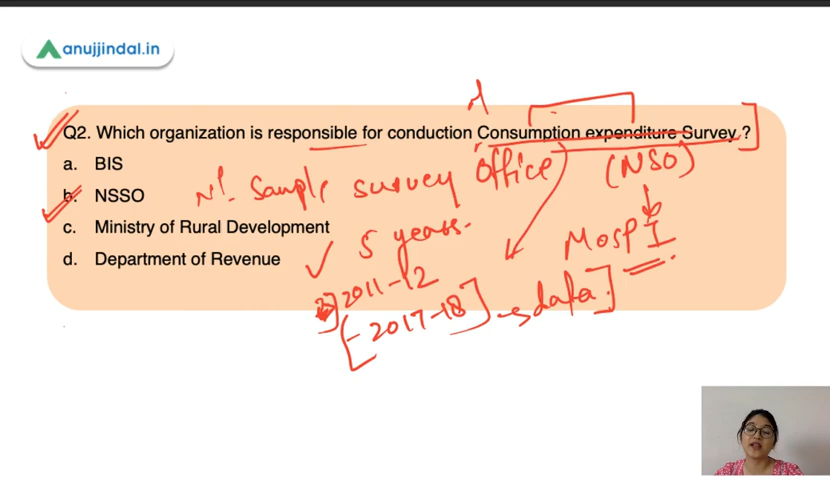 anujjindal.in
Q2. Which organization is responsible for conduction Consumption expenditure Survey ?
a. BIS
b. NSSO
N! Sample survey office (NSO)
c. Ministry of Rural Development
5 years.
MospI
d. Department of Revenue
2011-12
[-2017-18] data]